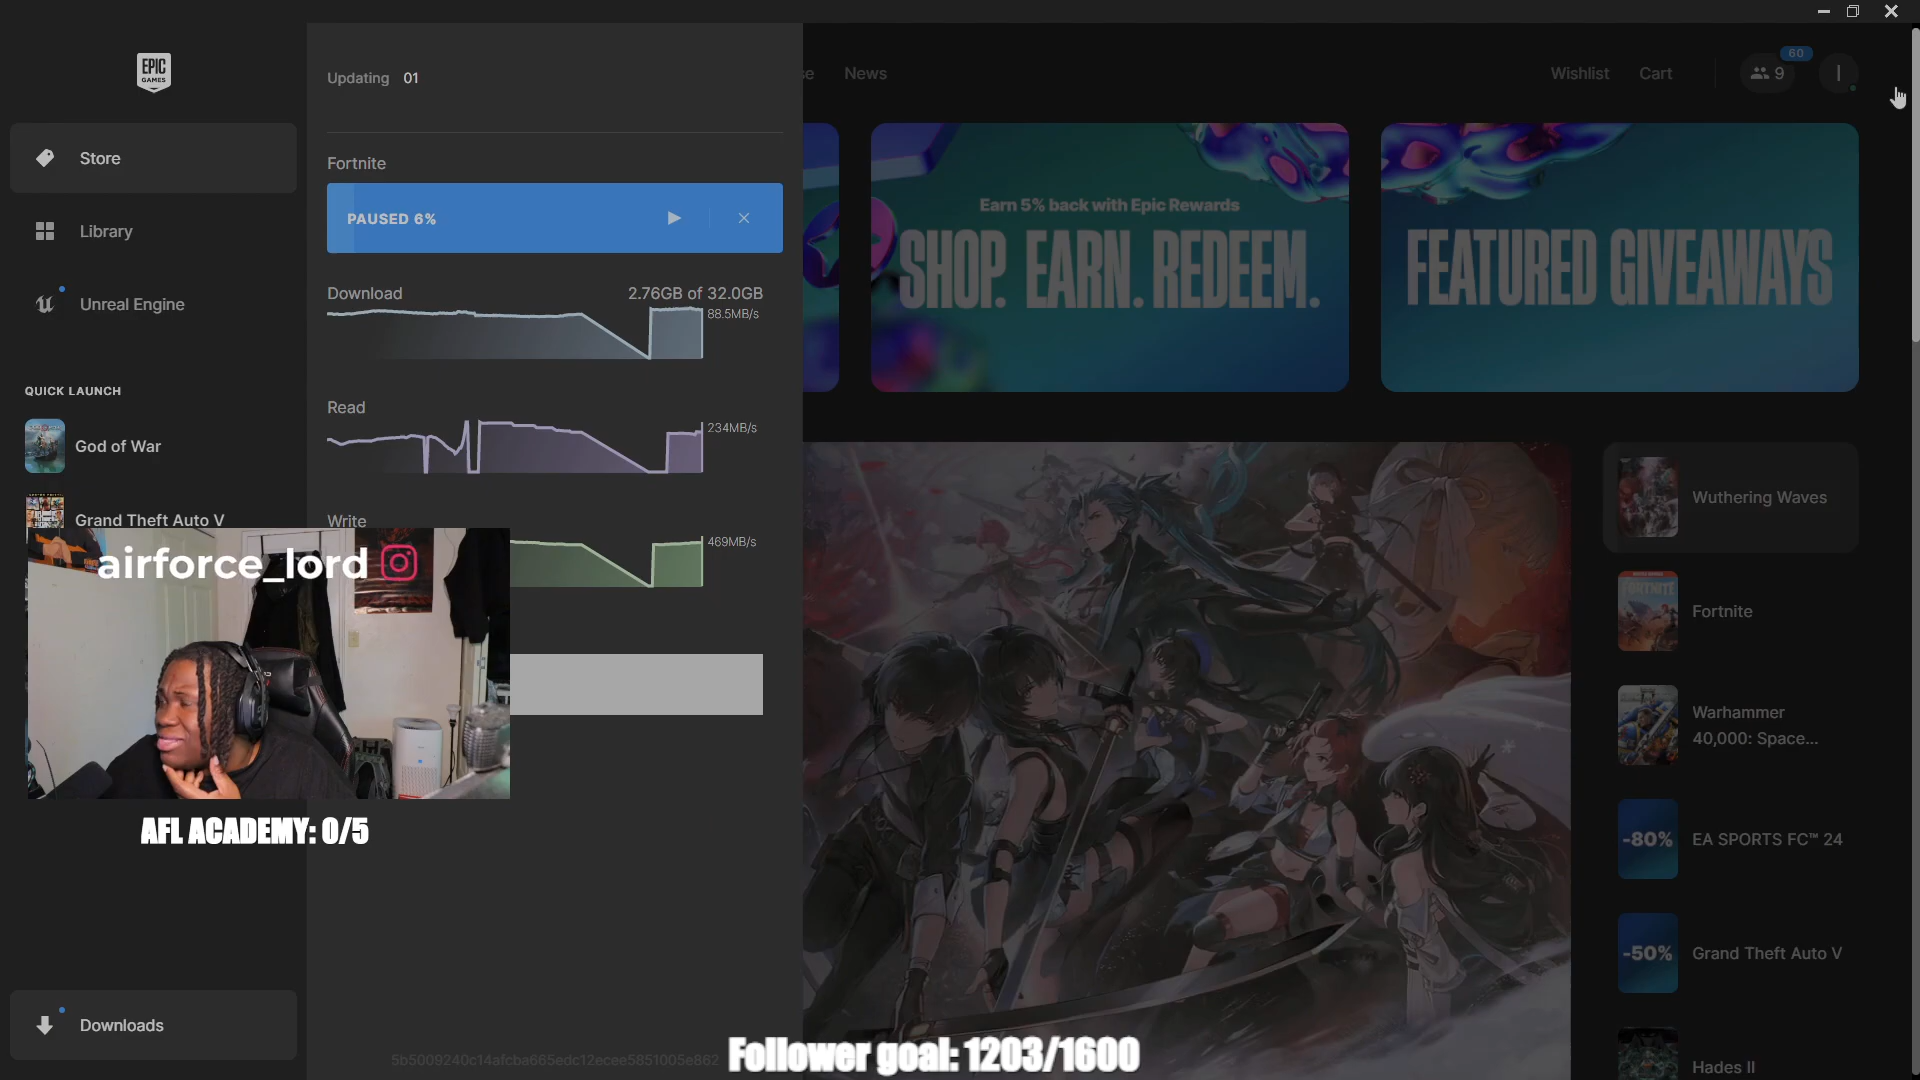 EPIC
GAMES
Store
Library
Unreal Engine
QUICK LAUNCH
God of War
Grand Theft Auto V
Updating 01
Fortnite
PAUSED 6%
Download
2.76GB of 32.0GB
88.5MB/s
Read
234MB/s
Write
469MB/s
airforce_lord
AFL ACADEMY: 0/5
Downloads
5b5009240c14afcba665edc12ecee5851005e862
Follower goal: 1203/1600
News
Wishlist
Cart
9
60
I
Earn 5% back with Epic Rewards
SHOP. EARN. REDEEM.
FEATURED GIVEAWAYS
Wuthering Waves
FORTNITE
Fortnite
Warhammer
40,000: Space...
-80%
EA SPORTS FC™ 24
-50%
Grand Theft Auto V
Hades II